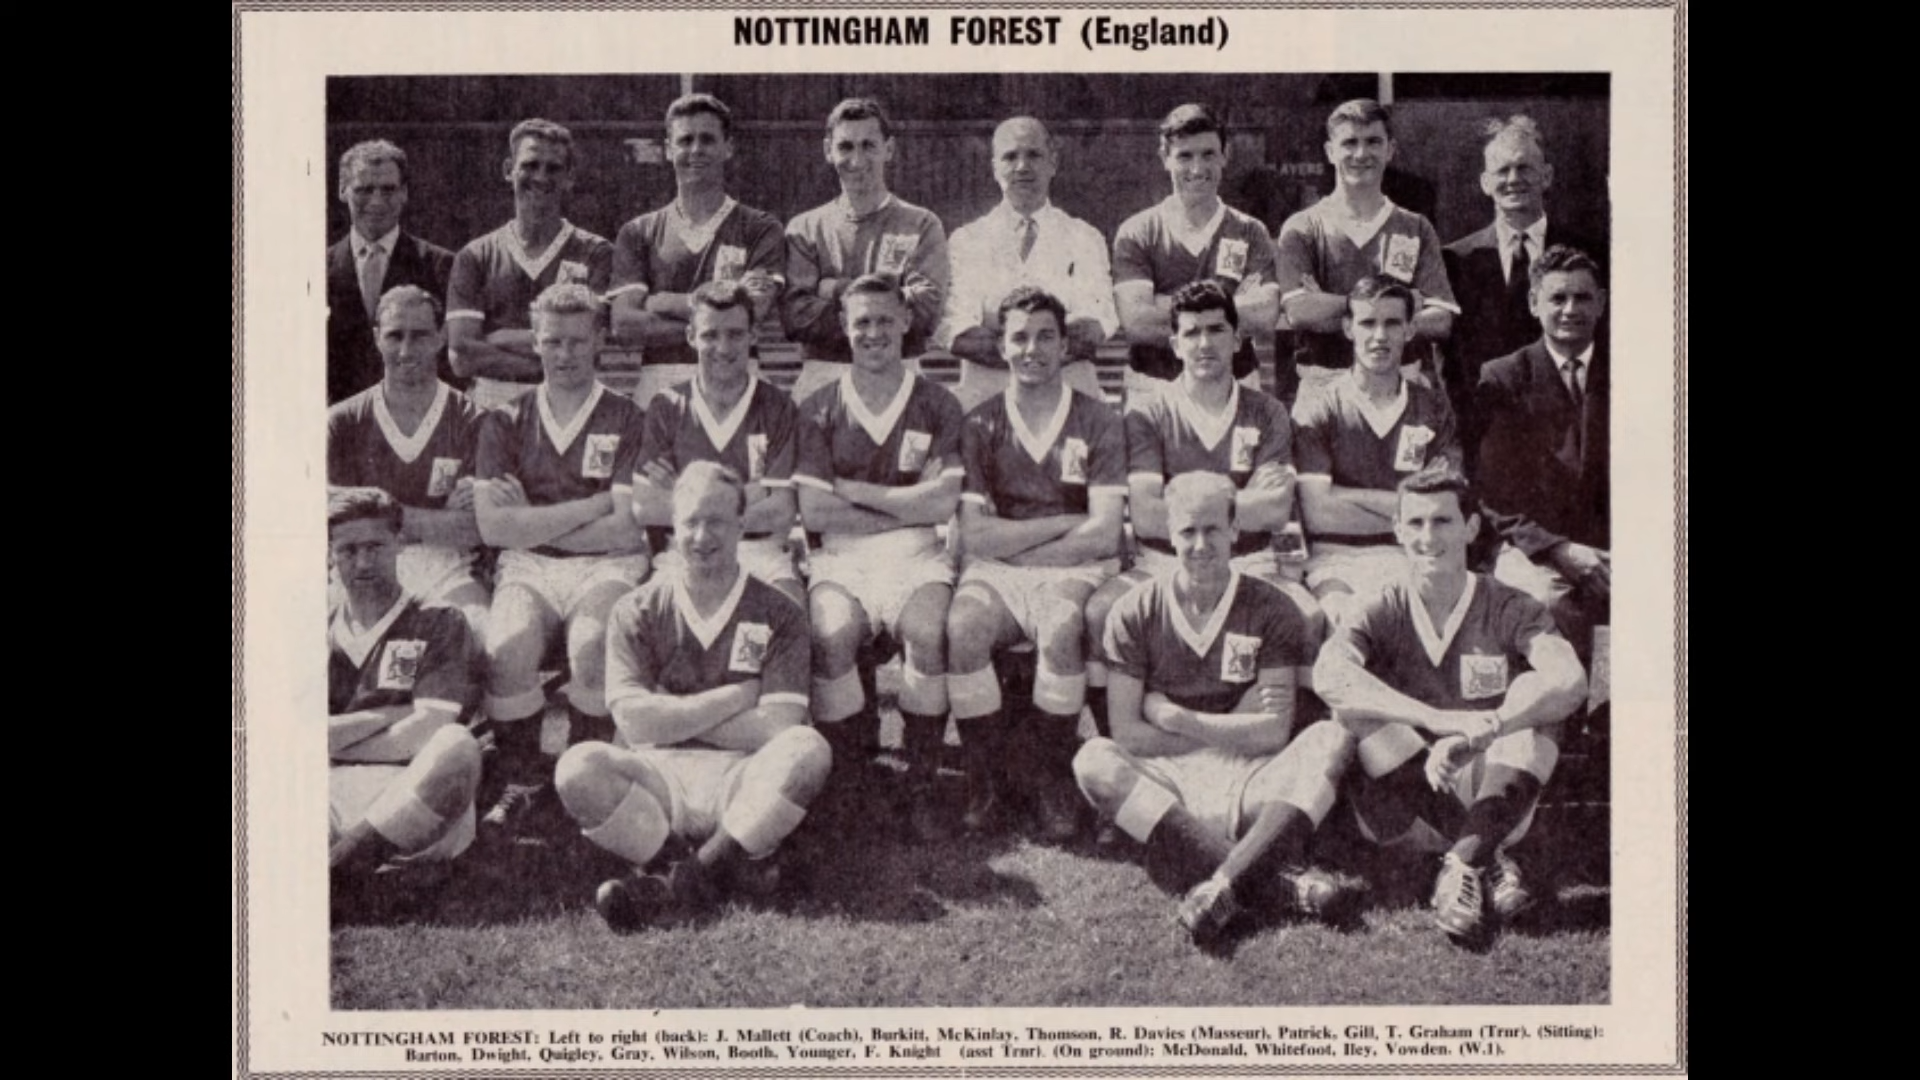 NOTTINGHAM FOREST (England)
PLAYERS
NOTTINGHAM FOREST: Left to right (back): J. Mallett (Coach), Burkitt, McKinlay, Thomson, R. Davies (Masseur), Patrick, Gill, T. Graham (Trnr). (Sitting):
Barton, Dwight, Quigley, Gray, Wilson, Booth, Younger, F. Knight (asst Trnr). (On ground): McDonald, Whitefoot, Iley, Vowden. (W.1).